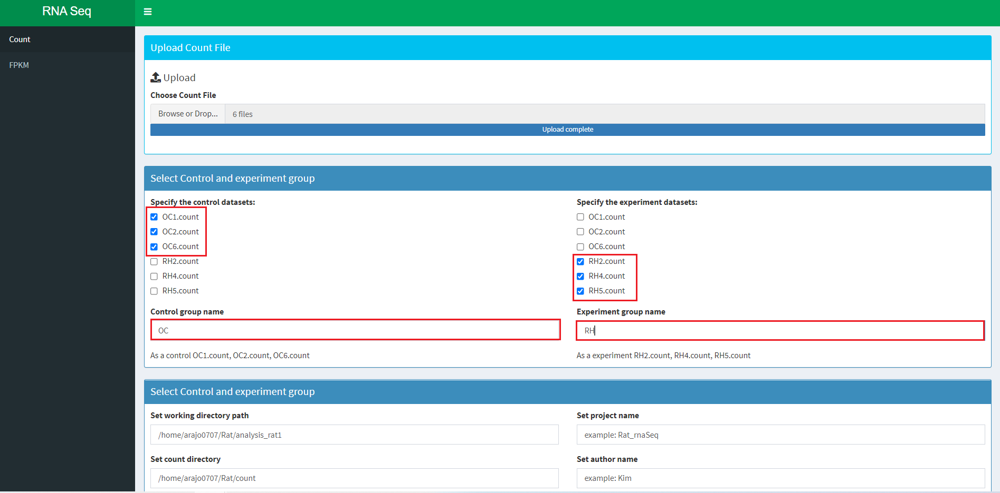 RNA Seq
Count
FPKM
Upload Count File
Upload
Choose Count File
Browse or Drop... 6 files
Upload complete
Select Control and experiment group
Specify the control datasets:
OC1.count
OC2.count
OC6.count
RH2.count
RH4.count
RH5.count
Control group name
OC
As a control OC1.count, OC2.count, OC6.count
Specify the experiment datasets:
OC1.count
OC2.count
OC6.count
RH2.count
RH4.count
RH5.count
Experiment group name
RH
As a experiment RH2.count, RH4.count, RH5.count
Select Control and experiment group
Set working directory path
/home/arajo0707/Rat/analysis_rat1
Set count directory
/home/arajo0707/Rat/count
Set project name
example: Rat_rnaSeq
Set author name
example: Kim